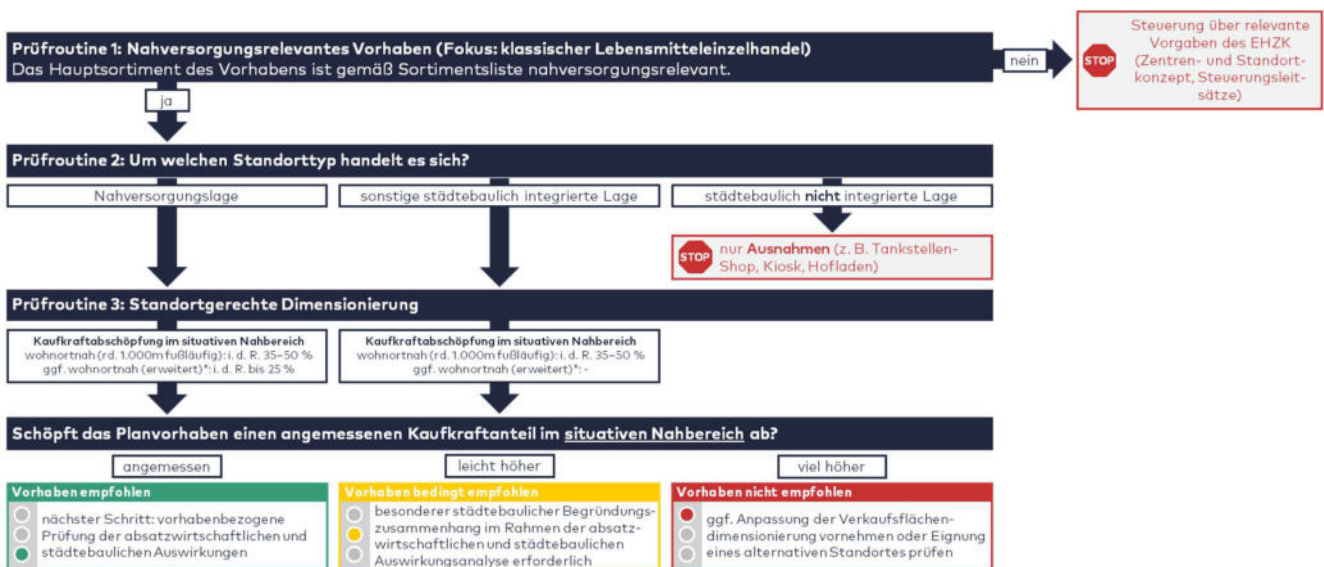 Prüfroutine 1: Nahversorgungsrelevantes Vorhaben (Fokus: klassischer Lebensmitteleinzelhandel)
Das Hauptsortiment des Vorhabens ist gemäß Sortimentsliste nahversorgungsrelevant.
nein
STOP
Steuerung über relevante
Vorgaben des EHZK
(Zentren- und Standort-
konzept, Steuerungsleit-
sätze)
ja
Prüfroutine 2: Um welchen Standorttyp handelt es sich?
Nahversorgungslage
sonstige städtebaulich integrierte Lage
städtebaulich nicht integrierte Lage
STOP
nur Ausnahmen (z. B. Tankstellen-
Shop, Kiosk, Hofladen)
Prüfroutine 3: Standortgerechte Dimensionierung
Kaufkraftabschöpfung im situativen Nahbereich
wohnortnah (rd. 1.000m fußläufig): i. d. R. 35–50 %
ggf. wohnortnah (erweitert)*: i. d. R. bis 25 %
Kaufkraftabschöpfung im situativen Nahbereich
wohnortnah (rd. 1.000m fußläufig): i. d. R. 35–50 %
ggf. wohnortnah (erweitert)*: -
Schöpft das Planvorhaben einen angemessenen Kaufkraftanteil im situativen Nahbereich ab?
angemessen
leicht höher
viel höher
Vorhaben empfohlen
nächster Schritt: vorhabenbezogene
Prüfung der absatzwirtschaftlichen und
städtebaulichen Auswirkungen
Vorhaben bedingt empfohlen
besonderer städtebaulicher Begründungs-
zusammenhang im Rahmen der absatz-
wirtschaftlichen und städtebaulichen
Auswirkungsanalyse erforderlich
Vorhaben nicht empfohlen
ggf. Anpassung der Verkaufsflächen-
dimensionierung vornehmen oder Eignung
eines alternativen Standortes prüfen